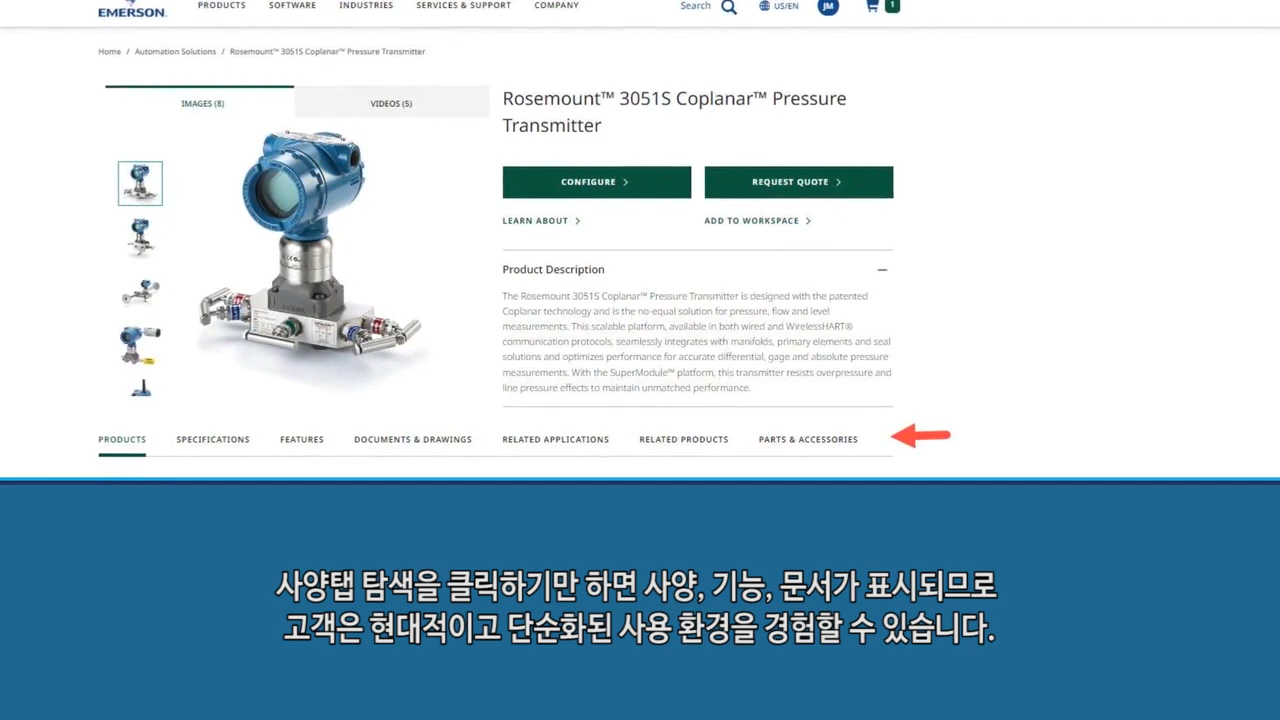 EMERSON.
PRODUCTS SOFTWARE INDUSTRIES SERVICES & SUPPORT COMPANY Search US/EN JM 1
Home / Automation Solutions / Rosemount™ 3051S Coplanar™ Pressure Transmitter
IMAGES (8) VIDEOS (5)
Rosemount™ 3051S Coplanar™ Pressure
Transmitter
CONFIGURE > REQUEST QUOTE >
LEARN ABOUT > ADD TO WORKSPACE >
Product Description
The Rosemount 3051S Coplanar™ Pressure Transmitter is designed with the patented
Coplanar technology and is the no-equal solution for pressure, flow and level
measurements. This scalable platform, available in both wired and WirelessHART®
communication protocols, seamlessly integrates with manifolds, primary elements and seal
solutions and optimizes performance for accurate differential, gage and absolute pressure
measurements. With the SuperModule™ platform, this transmitter resists overpressure and
line pressure effects to maintain unmatched performance.
PRODUCTS SPECIFICATIONS FEATURES DOCUMENTS & DRAWINGS RELATED APPLICATIONS RELATED PRODUCTS PARTS & ACCESSORIES
사양탭 탐색을 클릭하기만 하면 사양, 기능, 문서가 표시되므로
고객은 현대적이고 단순화된 사용 환경을 경험할 수 있습니다.